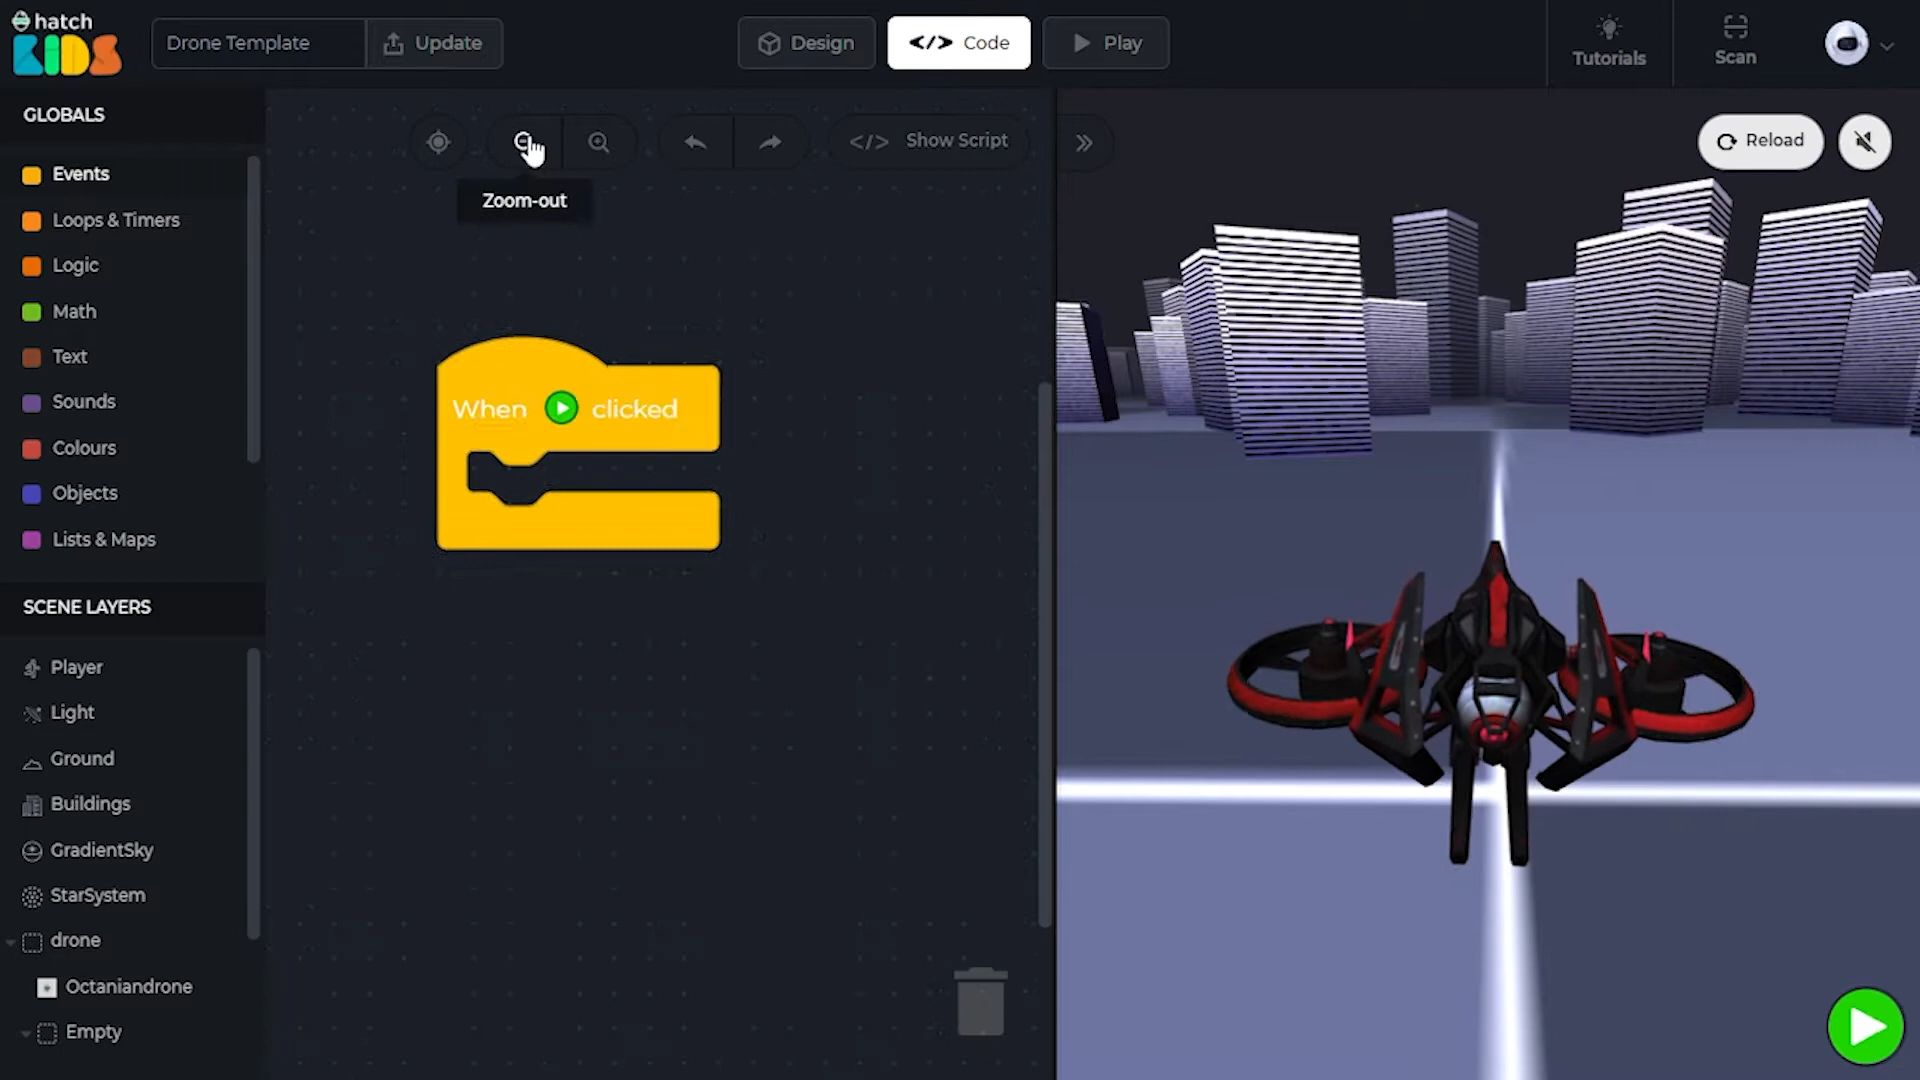 hatch
KIDS
Drone Template
Update
Design
</> Code
Play
Tutorials
Scan
GLOBALS
Events
Loops & Timers
Logic
Math
Text
Sounds
Colours
Objects
Lists & Maps
SCENE LAYERS
Player
Light
Ground
Buildings
GradientSky
StarSystem
drone
Octaniandrone
Empty
</> Show Script
Zoom-out
When clicked
Reload